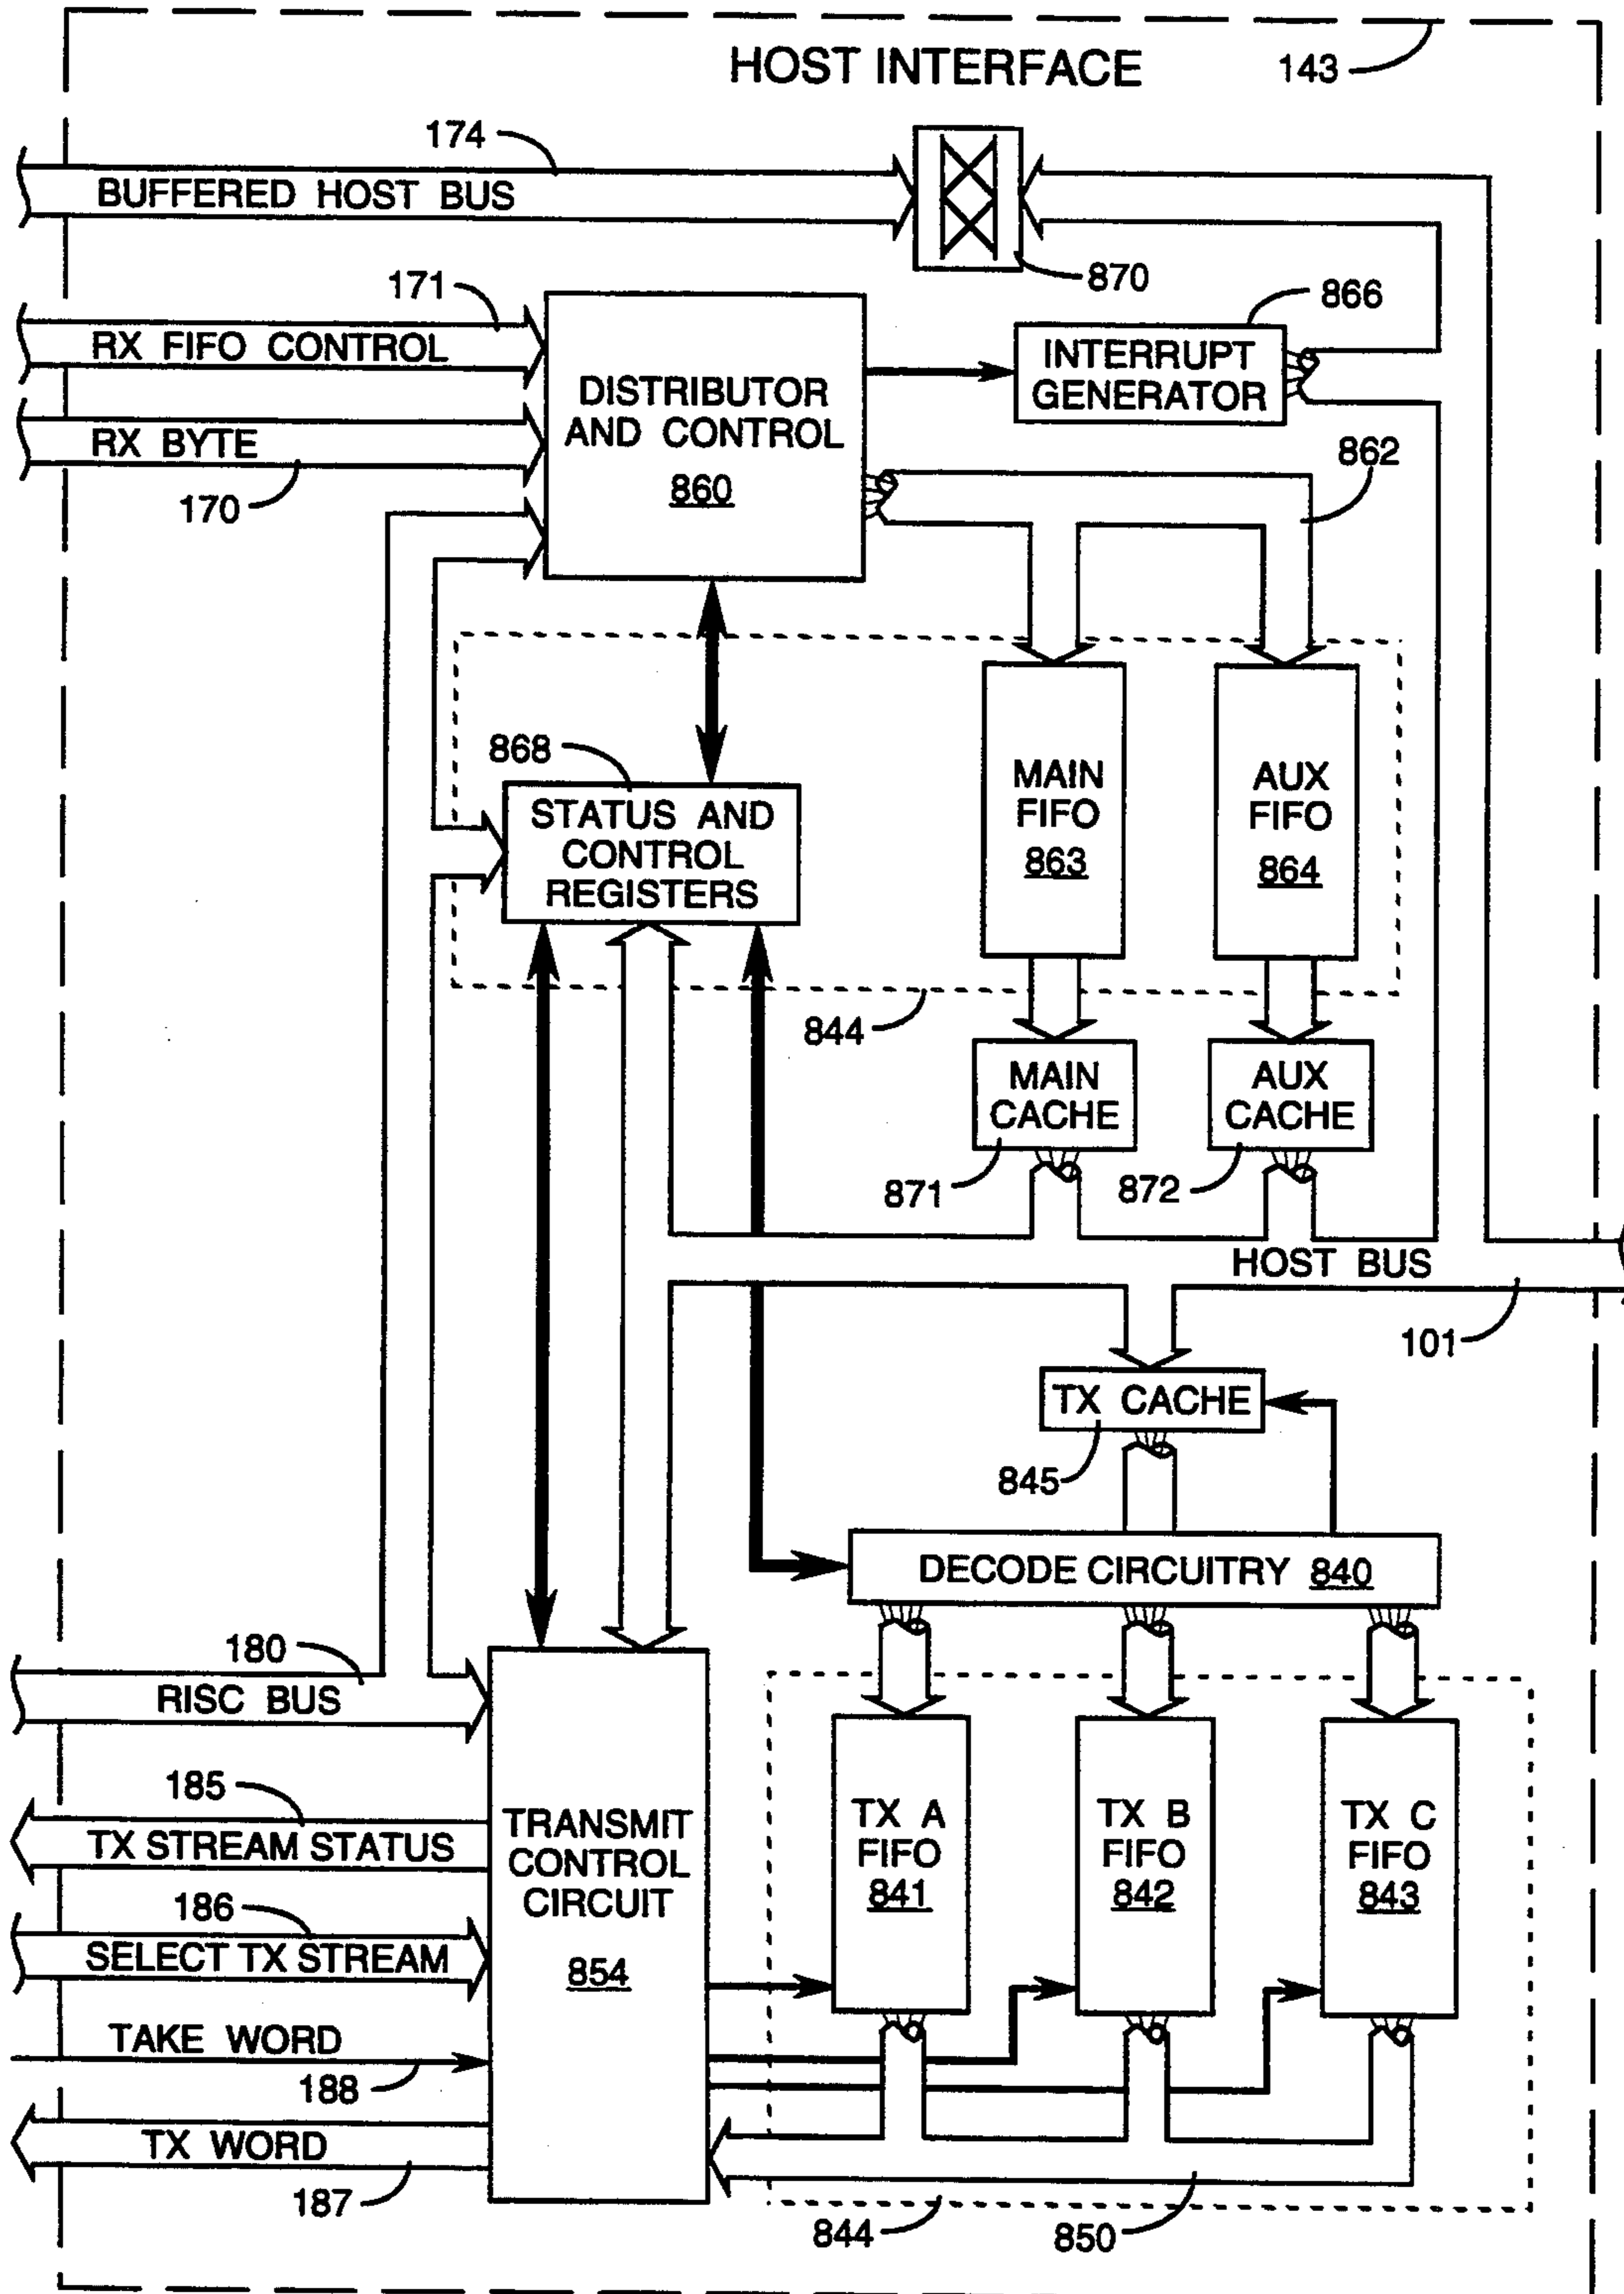 HOST INTERFACE
143
174
BUFFERED HOST BUS
870
171
866
RX FIFO CONTROL
INTERRUPT
GENERATOR
DISTRIBUTOR
AND CONTROL
860
RX BYTE
862
170
868
STATUS AND
CONTROL
REGISTERS
MAIN
FIFO
863
AUX
FIFO
864
844
MAIN
CACHE
AUX
CACHE
871
872
HOST BUS
101
TX CACHE
845
DECODE CIRCUITRY 840
180
RISC BUS
185
TX STREAM STATUS
TRANSMIT
CONTROL
CIRCUIT
854
TX A
FIFO
841
TX B
FIFO
842
TX C
FIFO
843
186
SELECT TX STREAM
TAKE WORD
188
TX WORD
187
844
850